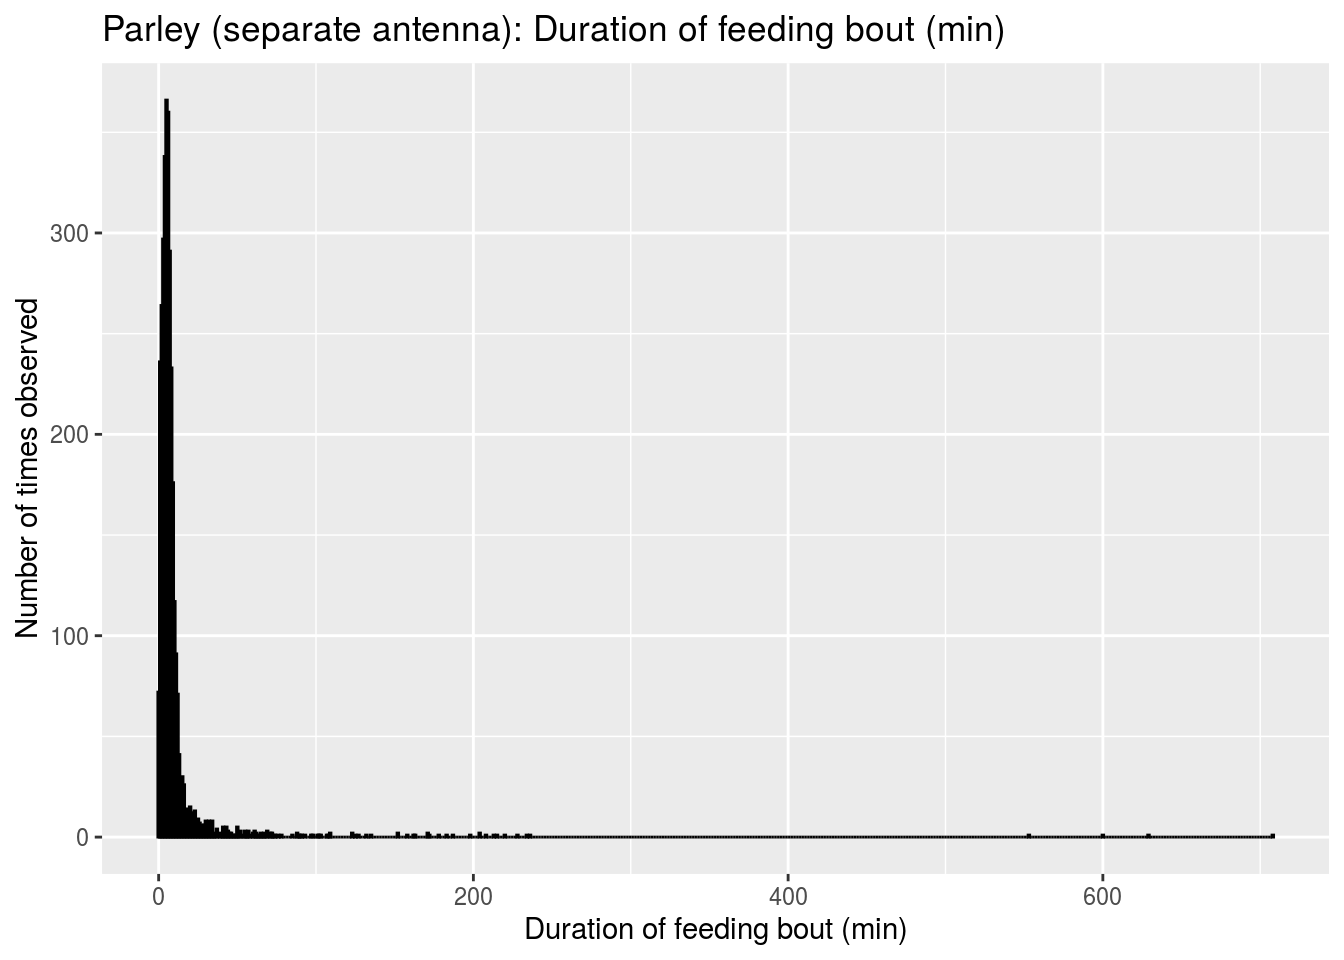 Parley (separate antenna): Duration of feeding bout (min)
Number of times observed
300
200
100
0
0 200 400 600
Duration of feeding bout (min)